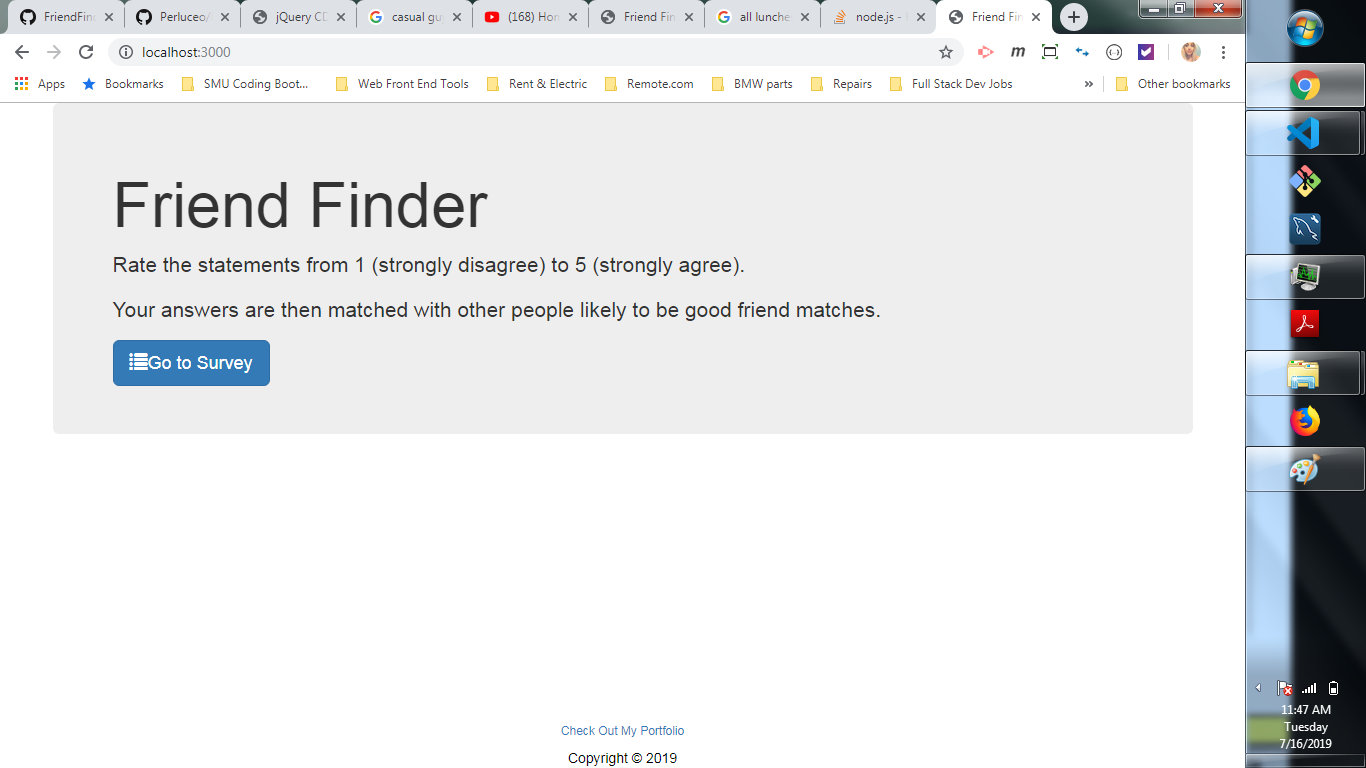 FriendFin
Perluceo/
jQuery CD
casual gu
(168) Hon
Friend Fin
all lunche
node.js -
Friend Fin
localhost:3000
m
Apps
Bookmarks
SMU Coding Boot...
Web Front End Tools
Rent & Electric
Remote.com
BMW parts
Repairs
Full Stack Dev Jobs
»
Other bookmarks
Friend Finder
Rate the statements from 1 (strongly disagree) to 5 (strongly agree).
Your answers are then matched with other people likely to be good friend matches.
Go to Survey
Check Out My Portfolio
Copyright © 2019
11:47 AM
Tuesday
7/16/2019